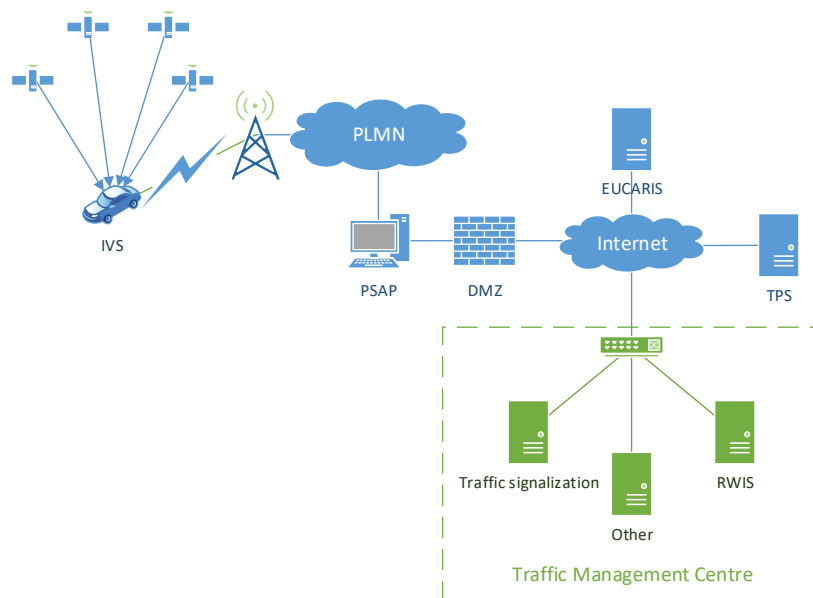 PLMN
EUCARIS
IVS
Internet
PSAP
DMZ
TPS
Traffic signalization
RWIS
Other
Traffic Management Centre